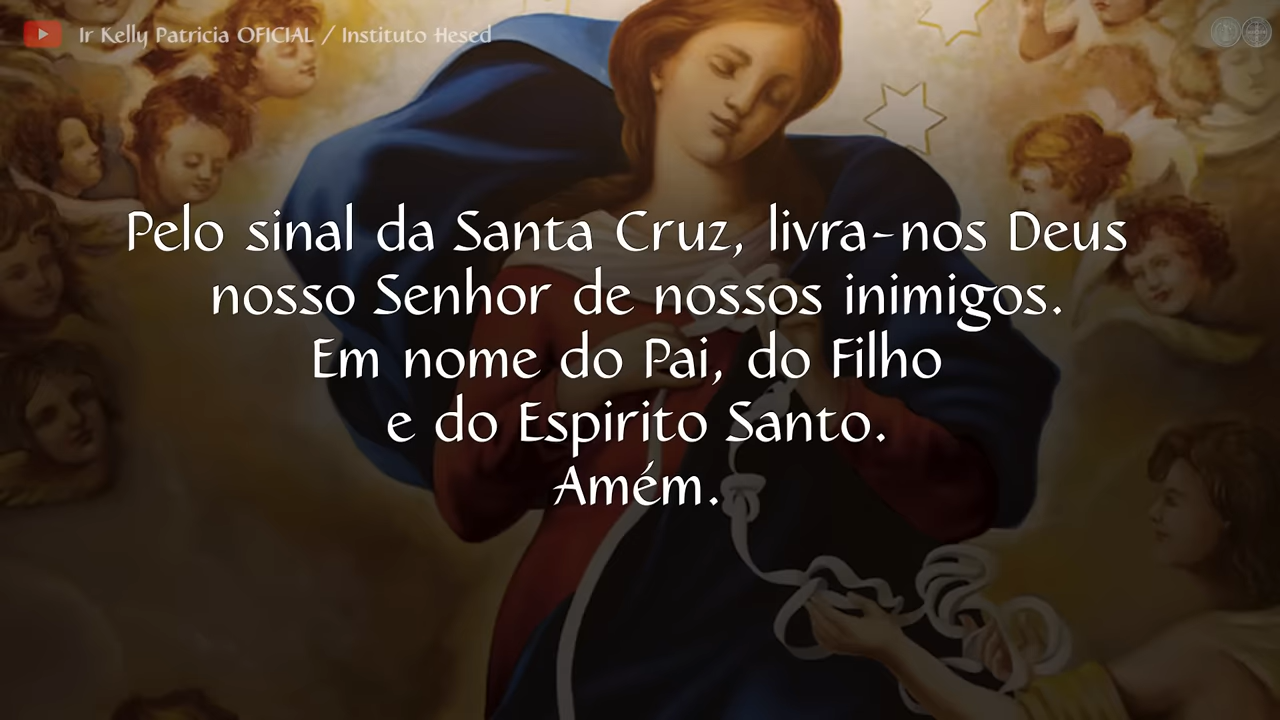 Ir Kelly Patricia OFICIAL / Instituto Hesed
Pelo sinal da Santa Cruz, livra-nos Deus
nosso Senhor de nossos inimigos.
Em nome do Pai, do Filho
e do Espirito Santo.
Amém.